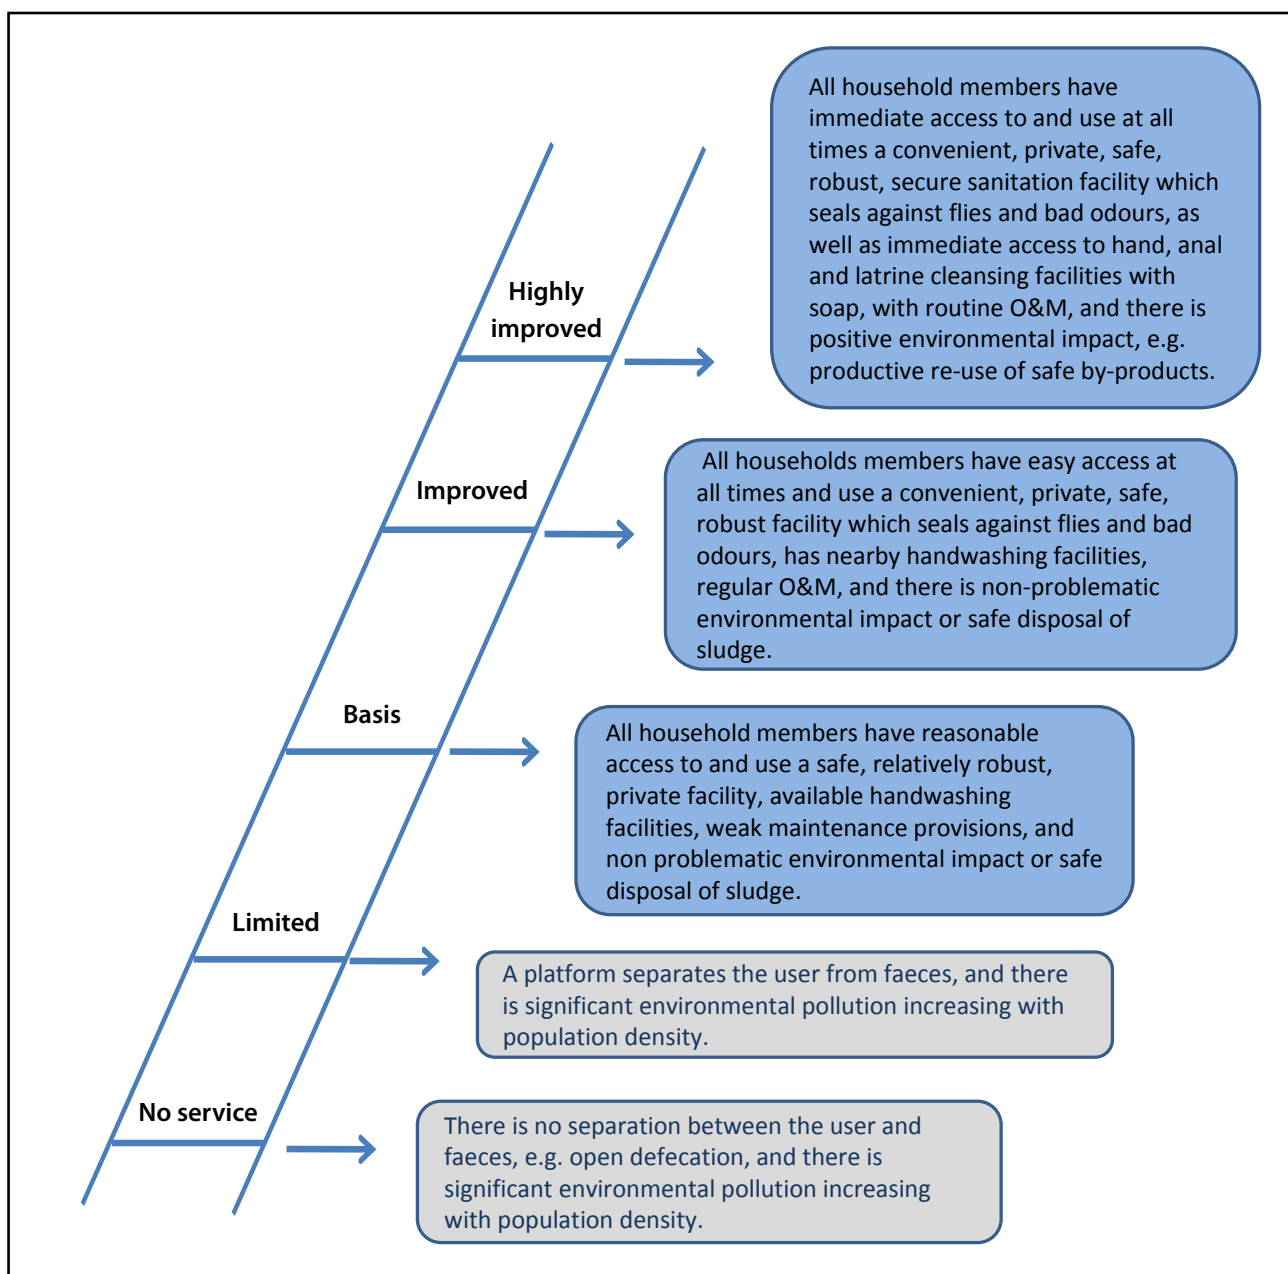 All household members have
immediate access to and use at all
times a convenient, private, safe,
robust, secure sanitation facility which
seals against flies and bad odours, as
well as immediate access to hand, anal
and latrine cleansing facilities with
soap, with routine O&M, and there is
positive environmental impact, e.g.
productive re-use of safe by-products.
Highly
improved
All households members have easy access at
all times and use a convenient, private, safe,
robust facility which seals against flies and bad
odours, has nearby handwashing facilities,
regular O&M, and there is non-problematic
environmental impact or safe disposal of
sludge.
Improved
All household members have reasonable
access to and use a safe, relatively robust,
private facility, available handwashing
facilities, weak maintenance provisions, and
non problematic environmental impact or safe
disposal of sludge.
Basis
Limited
A platform separates the user from faeces, and there
is significant environmental pollution increasing with
population density.
No service
There is no separation between the user and
faeces, e.g. open defecation, and there is
significant environmental pollution increasing
with population density.